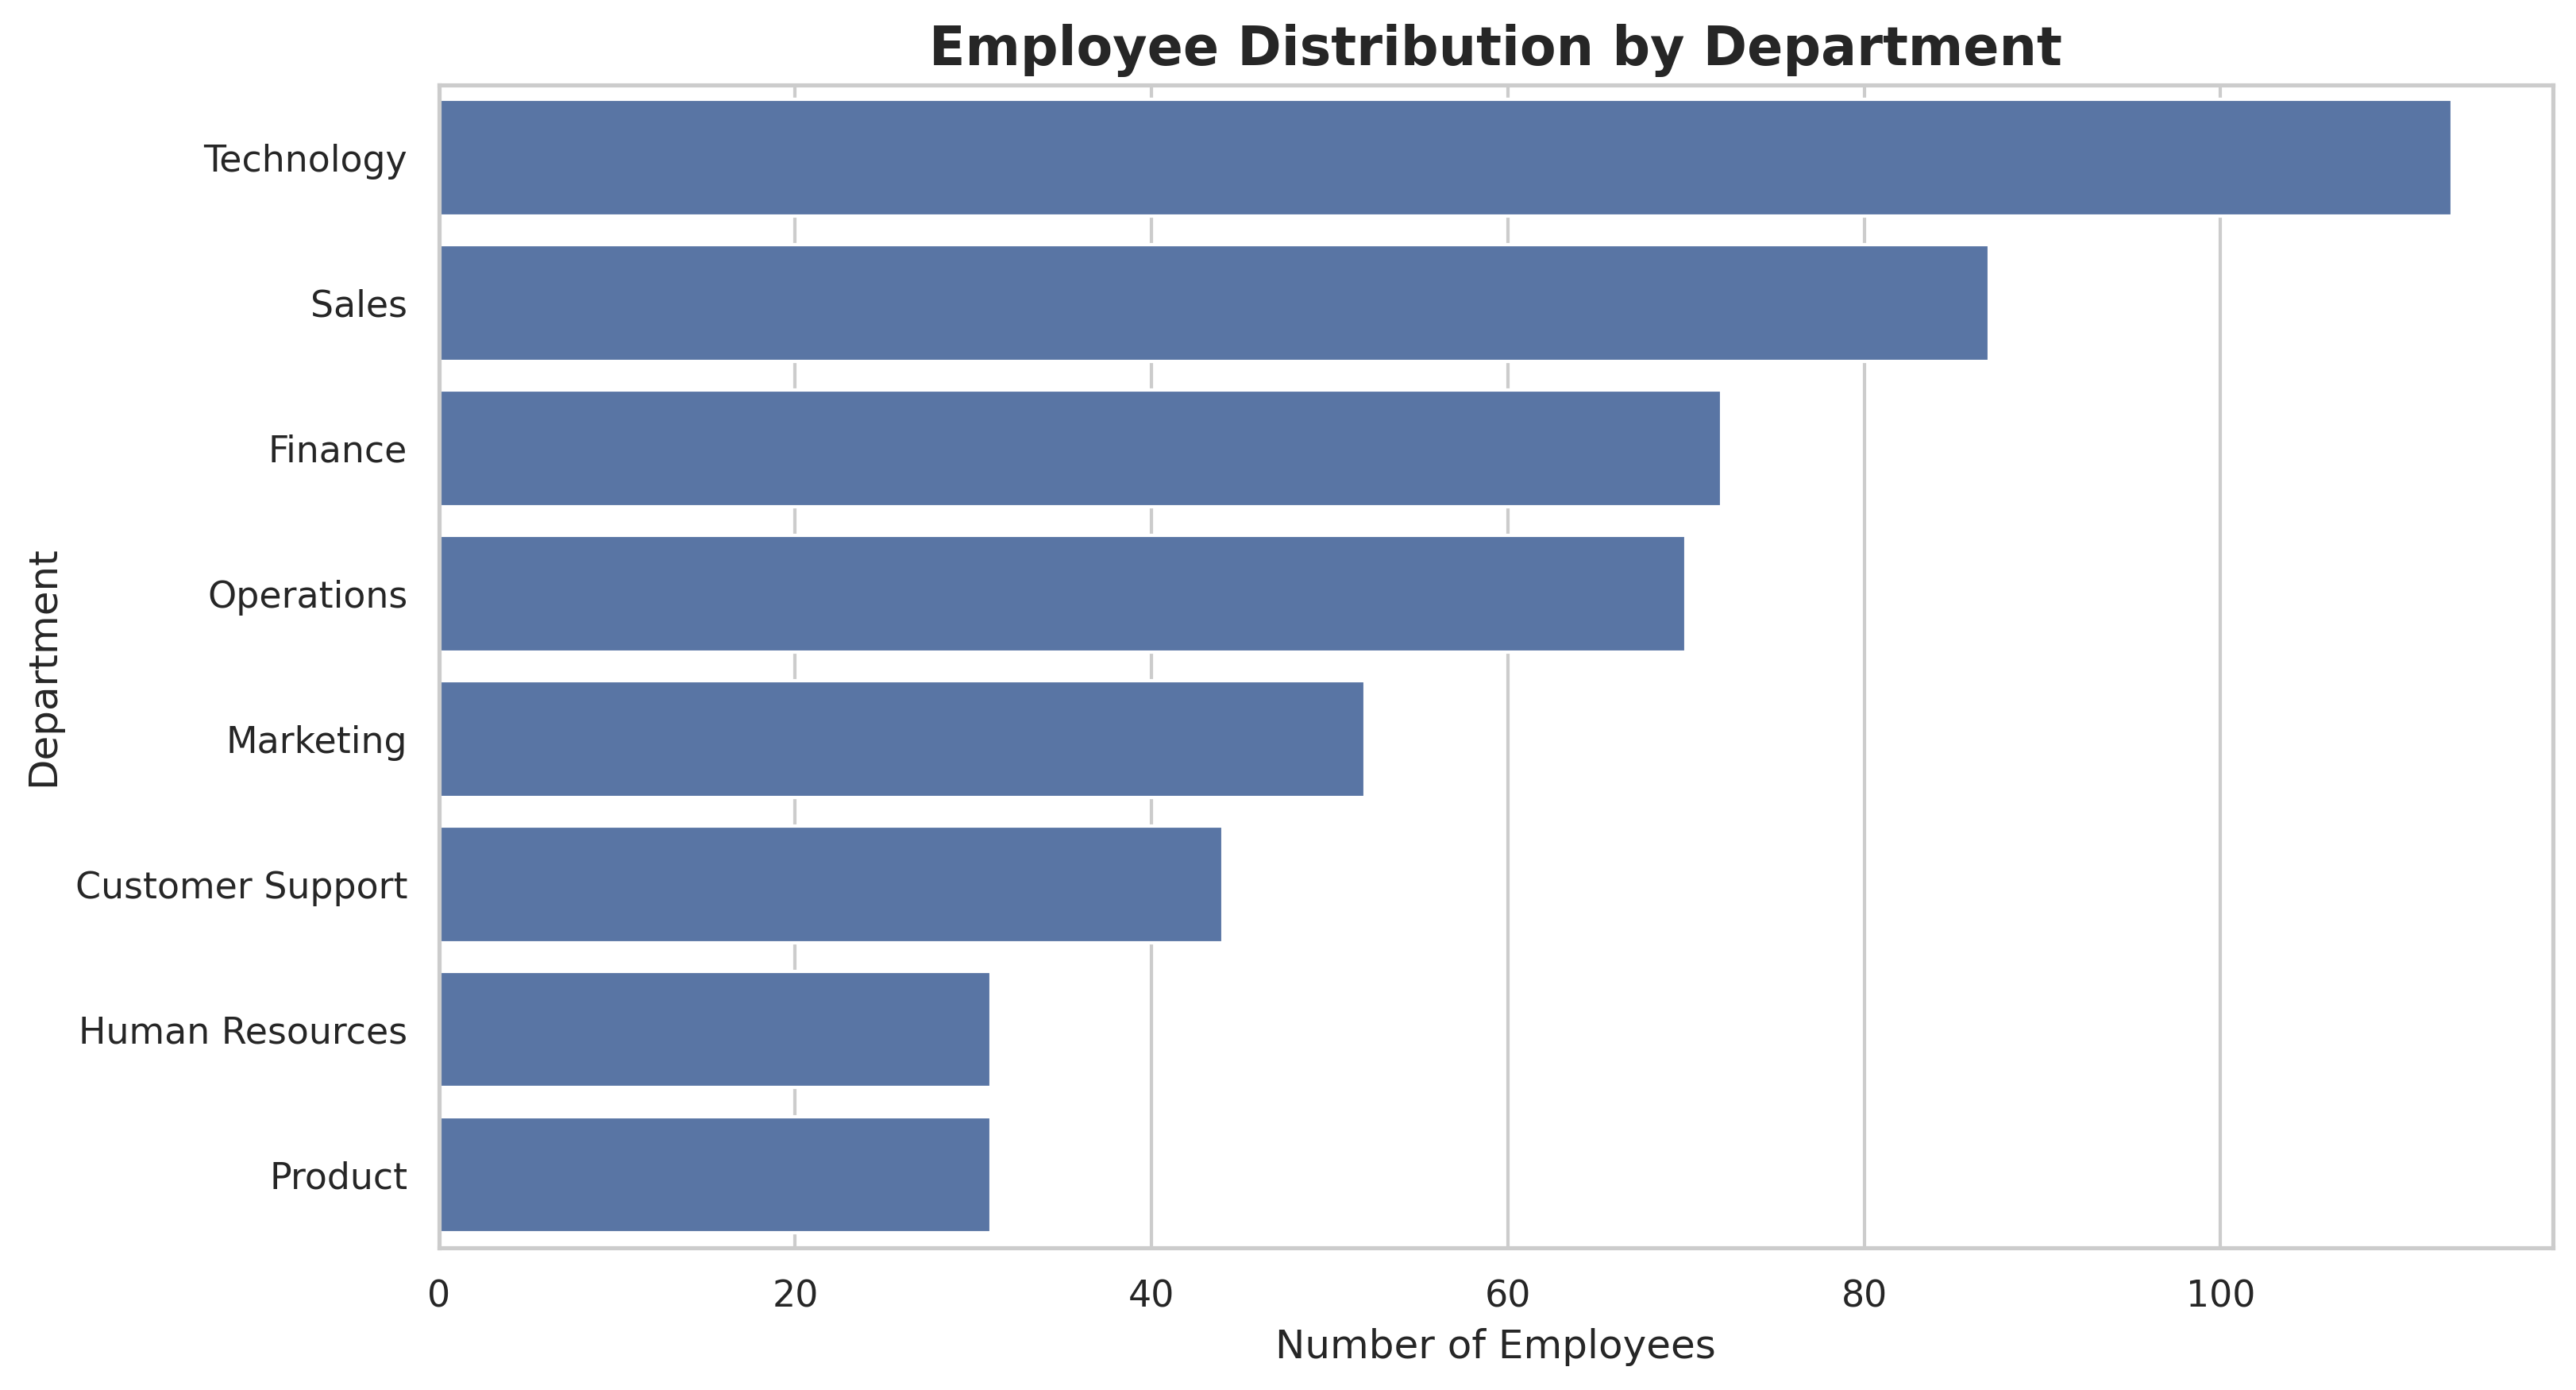 Employee Distribution by Department
Department
Technology
Sales
Finance
Operations
Marketing
Customer Support
Human Resources
Product
0 20 40 60 80 100
Number of Employees